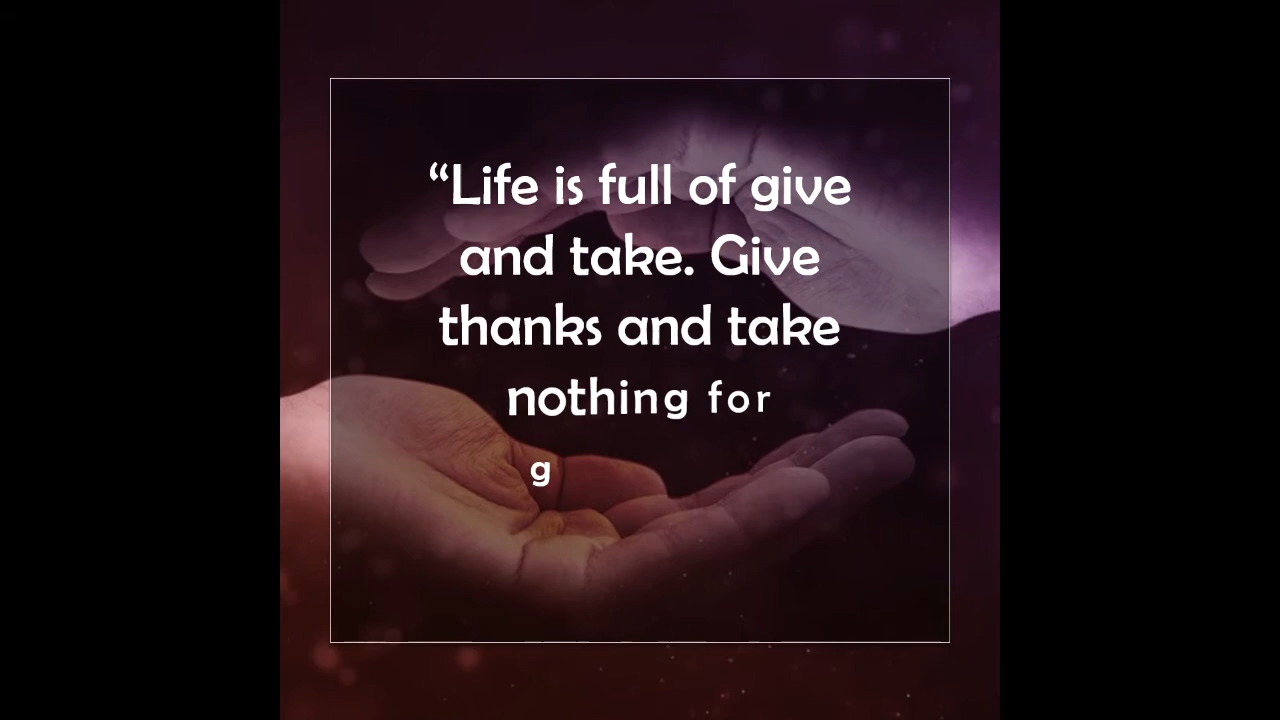 “Life is full of give
and take. Give
thanks and take
nothing for
g